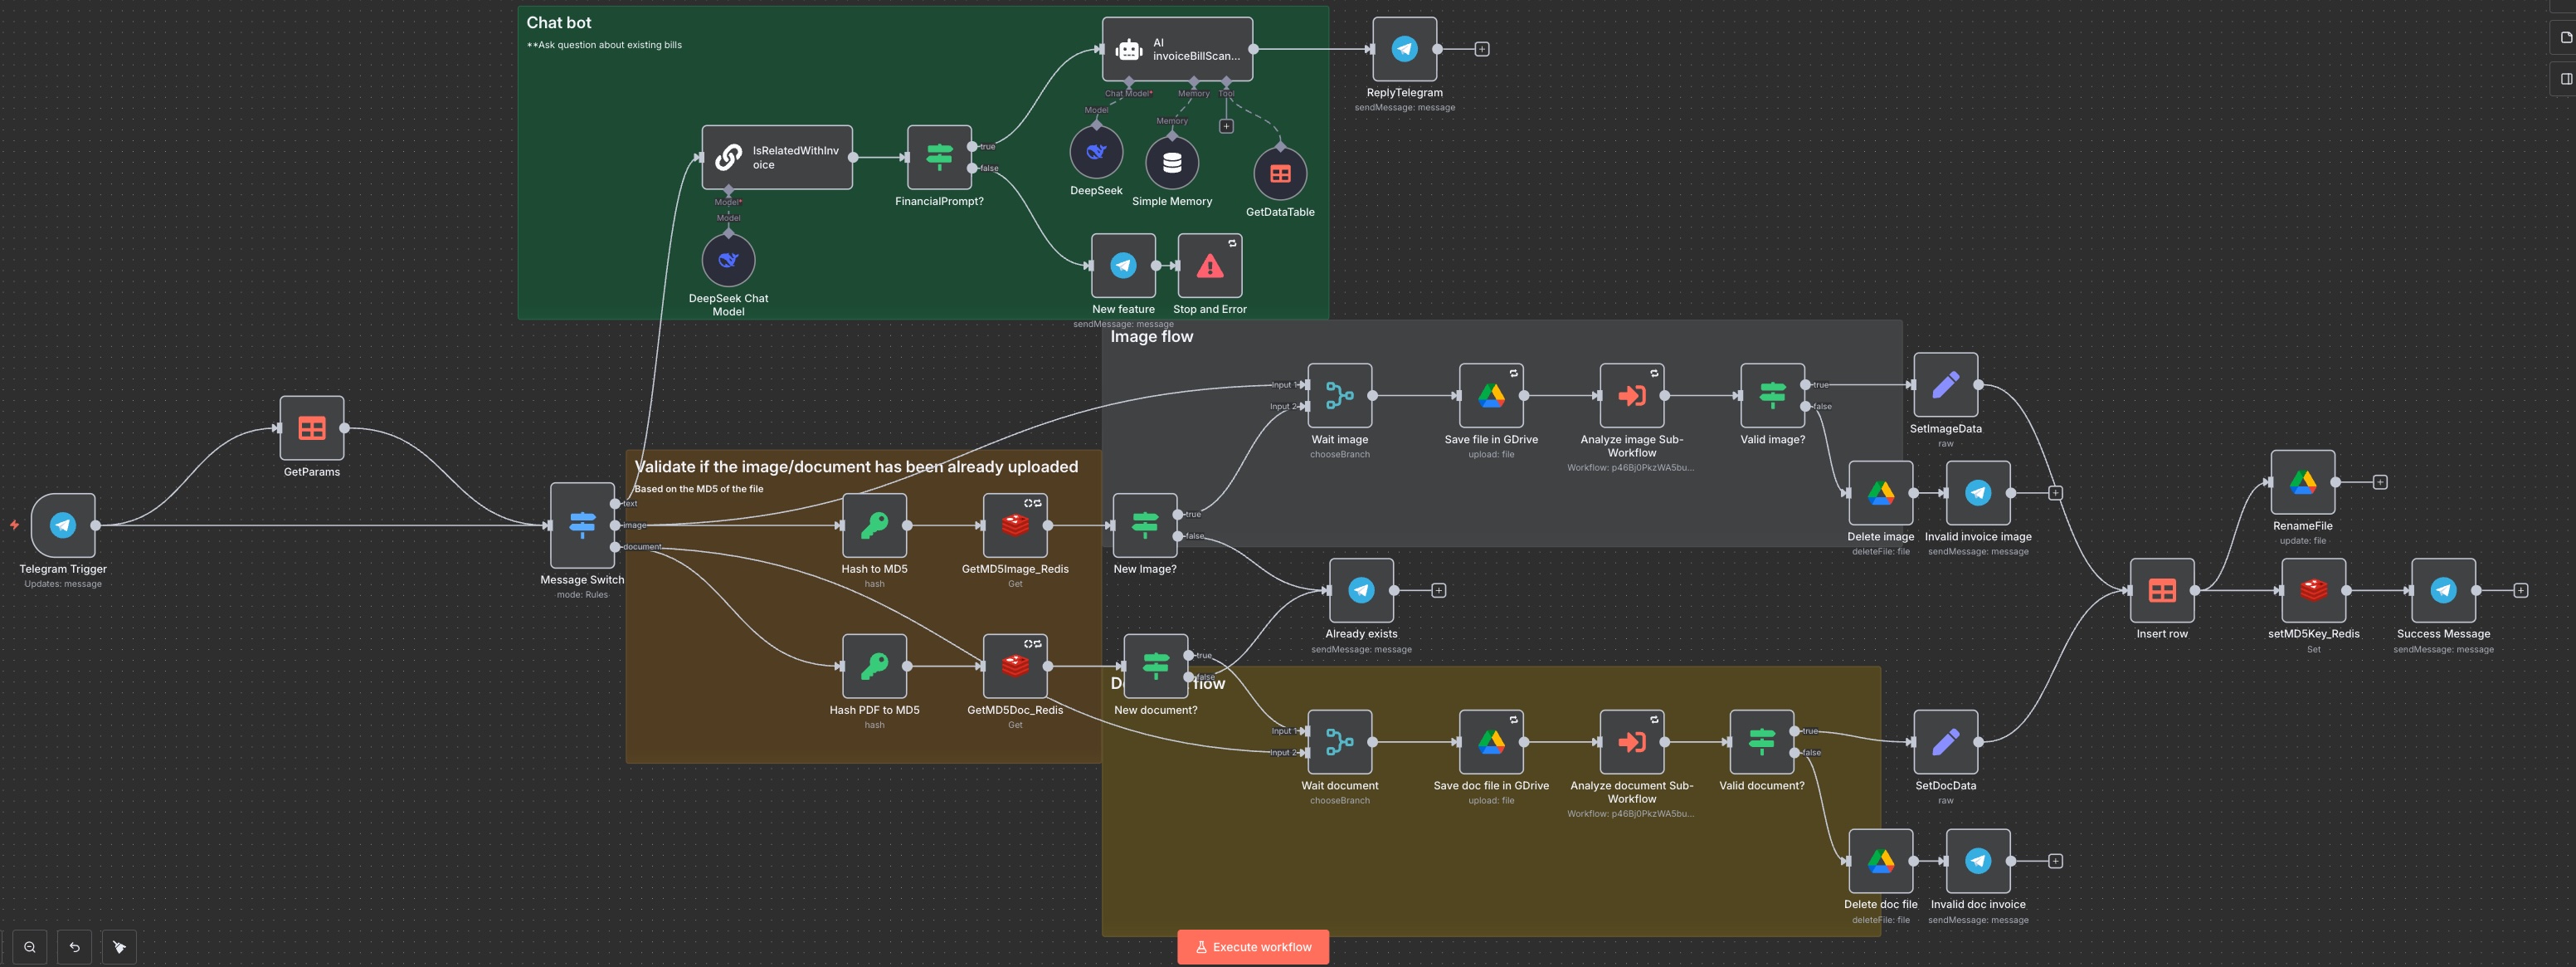 Chat bot
**Ask question about existing bills
AI
invoiceBillScan...
Chat Model*
Memory
Tool
Model
Memory
DeepSeek
Simple Memory
GetDataTable
ReplyTelegram
sendMessage: message
IsRelatedWithInv
oice
Model*
Model
DeepSeek Chat
Model
FinancialPrompt?
true
false
New feature
sendMessage: message
Stop and Error
Telegram Trigger
Updates: message
GetParams
Message Switch
mode: Rules
text
image
document
Validate if the image/document has been already uploaded
Based on the MD5 of the file
Hash to MD5
hash
GetMD5Image_Redis
Get
New Image?
true
false
Hash PDF to MD5
hash
GetMD5Doc_Redis
Get
New document?
true
false
Image flow
Input 1
Input 2
Wait image
chooseBranch
Save file in GDrive
upload: file
Analyze image Sub-
Workflow
Workflow: p46Bj0PkzWA5bu...
Valid image?
true
false
SetImageData
raw
Delete image
deleteFile: file
Invalid invoice image
sendMessage: message
Already exists
sendMessage: message
flow
Input 1
Input 2
Wait document
chooseBranch
Save doc file in GDrive
upload: file
Analyze document Sub-
Workflow
Workflow: p46Bj0PkzWA5bu...
Valid document?
true
false
SetDocData
raw
Delete doc file
deleteFile: file
Invalid doc invoice
sendMessage: message
Insert row
RenameFile
update: file
setMD5Key_Redis
Set
Success Message
sendMessage: message
Execute workflow